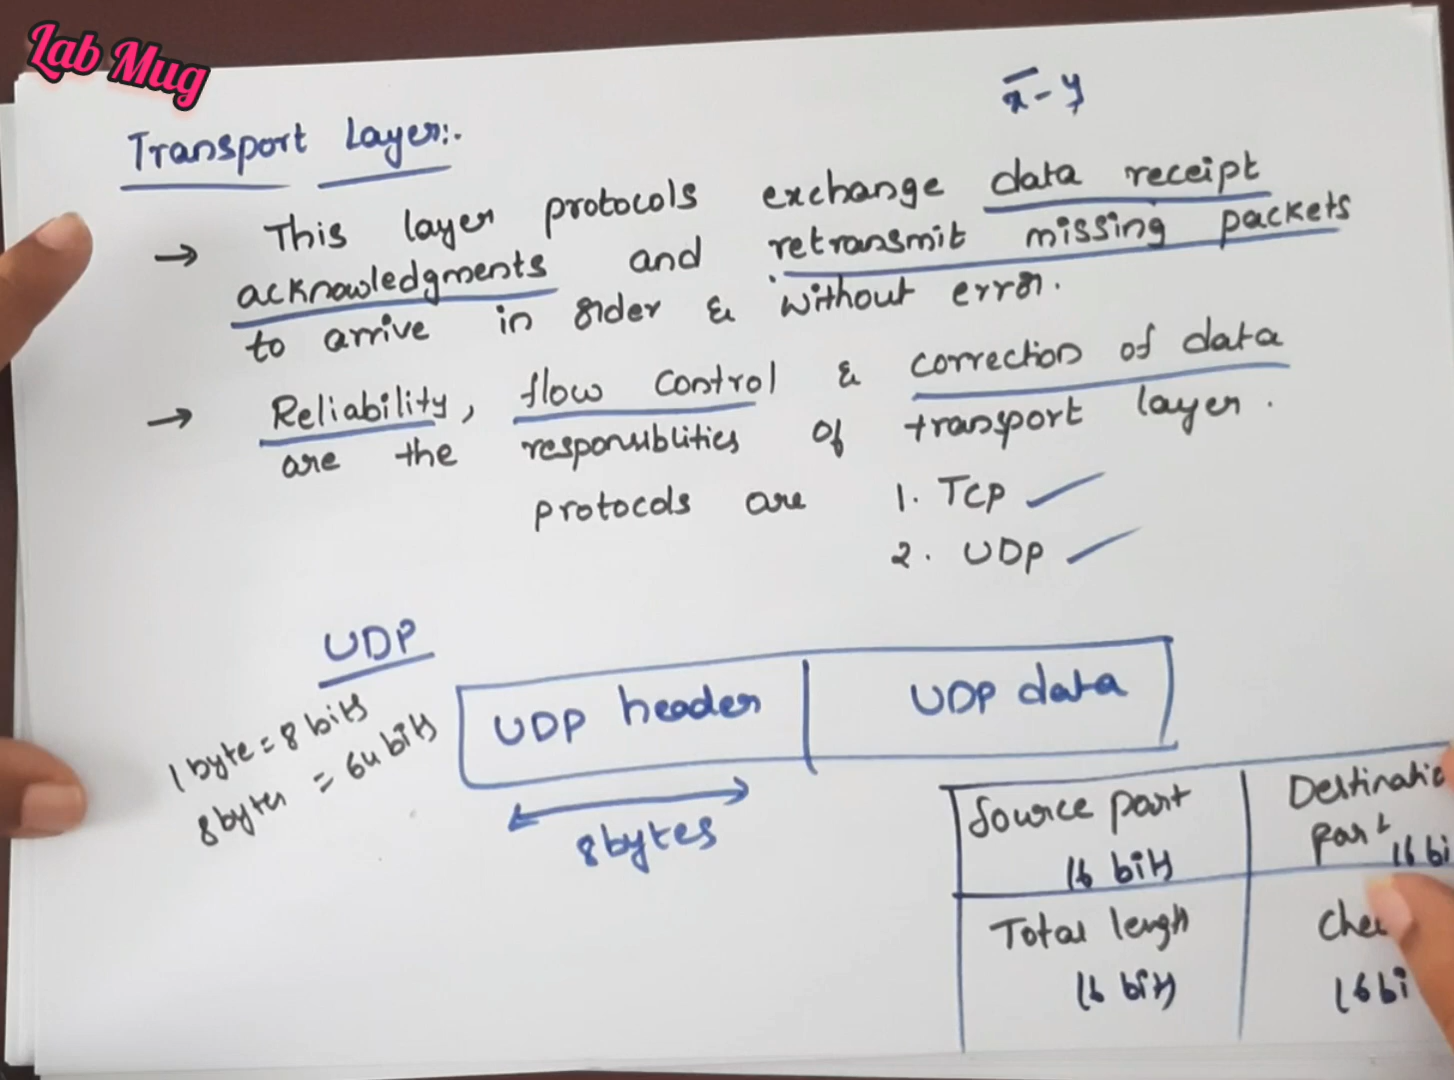 Lab Mug
x - y
Transport Layer:.
→ This layer protocols exchange data receipt
acknowledgments and retransmit missing packets
to arrive in order & without error.
→ Reliability, flow control & correction of data
are the responsiblities of transport layer.
protocols are 1. TCP
2. UDP
UDP
1 byte = 8 bits
8 bytes = 64 bits
UDP header UDP data
8 bytes
Source port Destinatio
16 bits port 16 bi
Total lengh Che
16 bits 16 bi